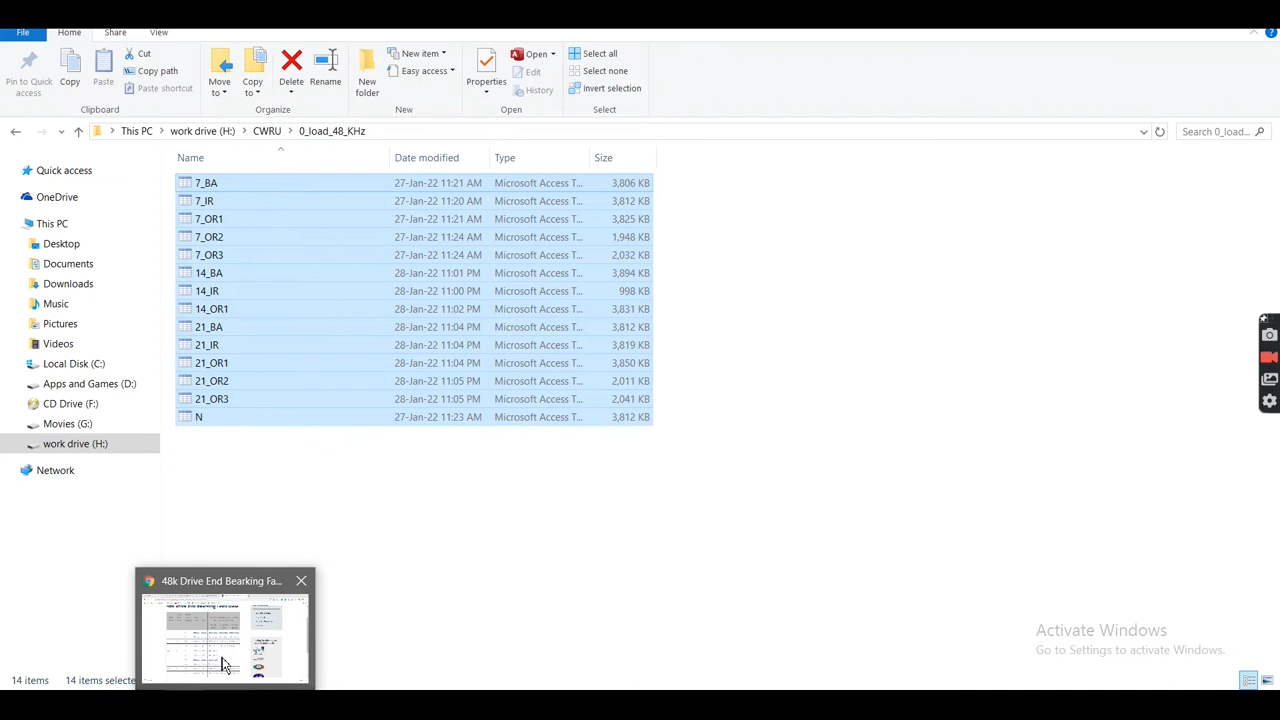 File Home Share View
Pin to Quick access
Copy
Paste
Cut
Copy path
Paste shortcut
Clipboard
Move to
Copy to
Delete
Rename
Organize
New folder
New item
Easy access
New
Properties
Open
Edit
History
Open
Select all
Select none
Invert selection
Select
This PC work drive (H:) CWRU 0_load_48_KHz
Search 0_load...
Name Date modified Type Size
Quick access
OneDrive
This PC
Desktop
Documents
Downloads
Music
Pictures
Videos
Local Disk (C:)
Apps and Games (D:)
CD Drive (F:)
Movies (G:)
work drive (H:)
Network
7_BA 27-Jan-22 11:21 AM Microsoft Access T... 3,806 KB
7_IR 27-Jan-22 11:20 AM Microsoft Access T... 3,812 KB
7_OR1 27-Jan-22 11:21 AM Microsoft Access T... 3,825 KB
7_OR2 27-Jan-22 11:24 AM Microsoft Access T... 1,948 KB
7_OR3 27-Jan-22 11:24 AM Microsoft Access T... 2,032 KB
14_BA 28-Jan-22 11:01 PM Microsoft Access T... 3,894 KB
14_IR 28-Jan-22 11:00 PM Microsoft Access T... 998 KB
14_OR1 28-Jan-22 11:02 PM Microsoft Access T... 3,831 KB
21_BA 28-Jan-22 11:04 PM Microsoft Access T... 3,812 KB
21_IR 28-Jan-22 11:04 PM Microsoft Access T... 3,819 KB
21_OR1 28-Jan-22 11:04 PM Microsoft Access T... 3,850 KB
21_OR2 28-Jan-22 11:05 PM Microsoft Access T... 2,011 KB
21_OR3 28-Jan-22 11:05 PM Microsoft Access T... 2,041 KB
N 27-Jan-22 11:23 AM Microsoft Access T... 3,812 KB
48k Drive End Bearking Fa...
Activate Windows
Go to Settings to activate Windows.
14 items 14 items selecte